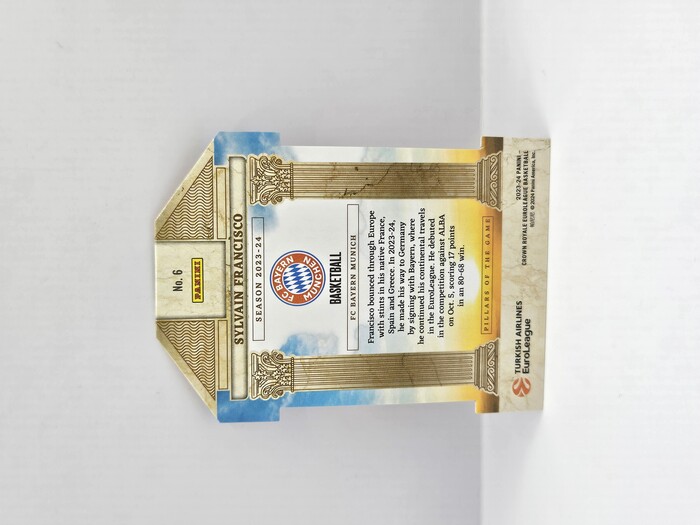 No. 6
PANINI
SYLVAIN FRANCISCO
SEASON 2023-24
FC BAYERN
MÜNCHEN
BASKETBALL
FC BAYERN MUNICH
Francisco bounced through Europe
with stints in his native France,
Spain and Greece. In 2023-24,
he made his way to Germany
by signing with Bayern, where
he continued his continental travels
in the EuroLeague. He debuted
in the competition against ALBA
on Oct. 5, scoring 17 points
in an 80-68 win.
PILLARS OF THE GAME
TURKISH AIRLINES
EuroLeague
2023-24 PANINI -
CROWN ROYALE EUROLEAGUE BASKETBALL
© 2024 Panini America, Inc.